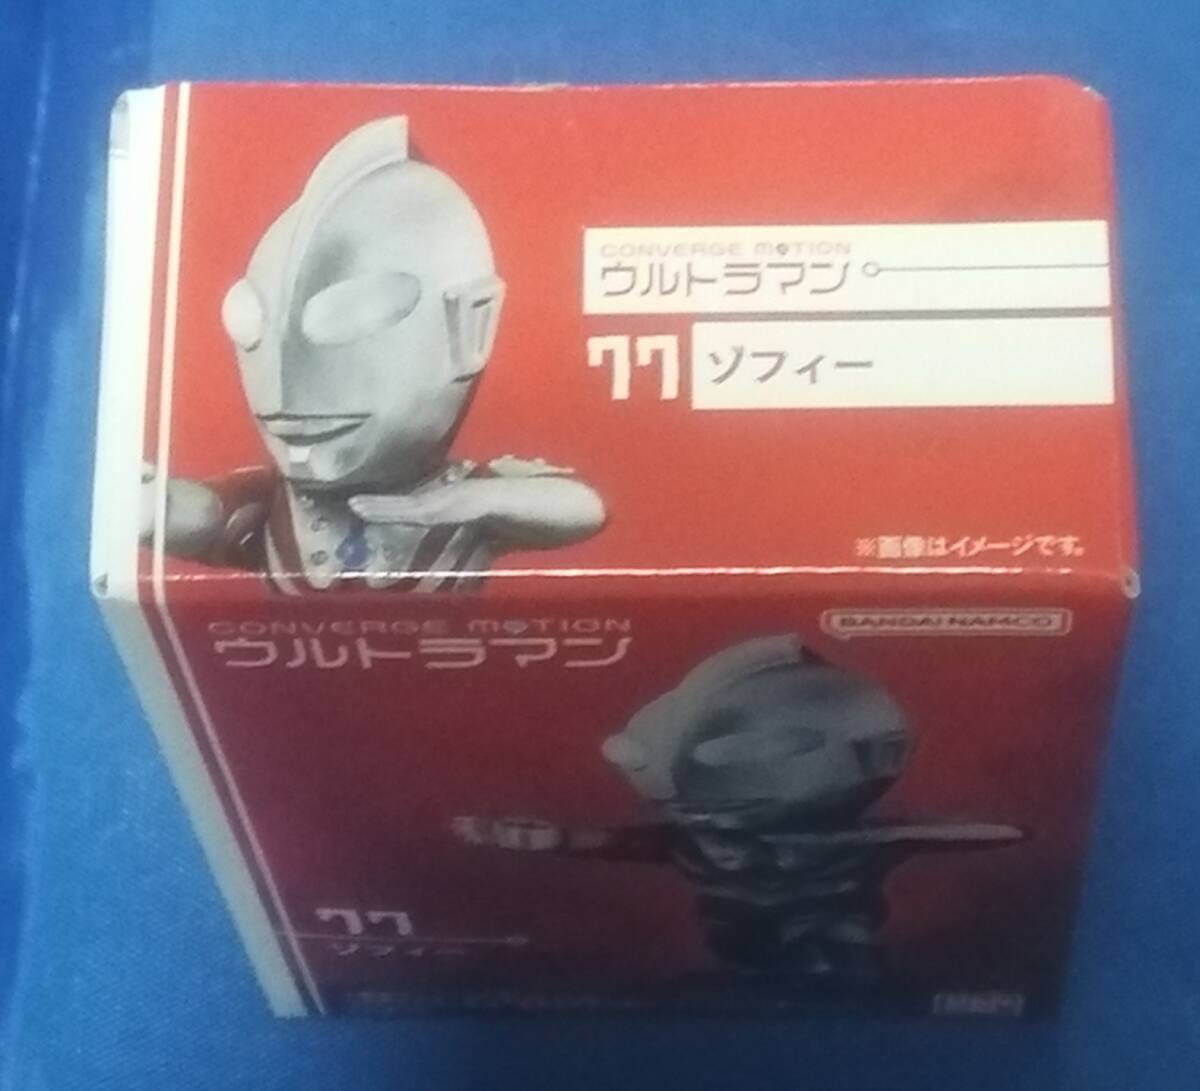 CONVERGE MOTION
ウルトラマン
77 ゾフィー
※画像はイメージです。
CONVERGE MOTION
ウルトラマン
BANDAI NAMCO
77
ゾフィー